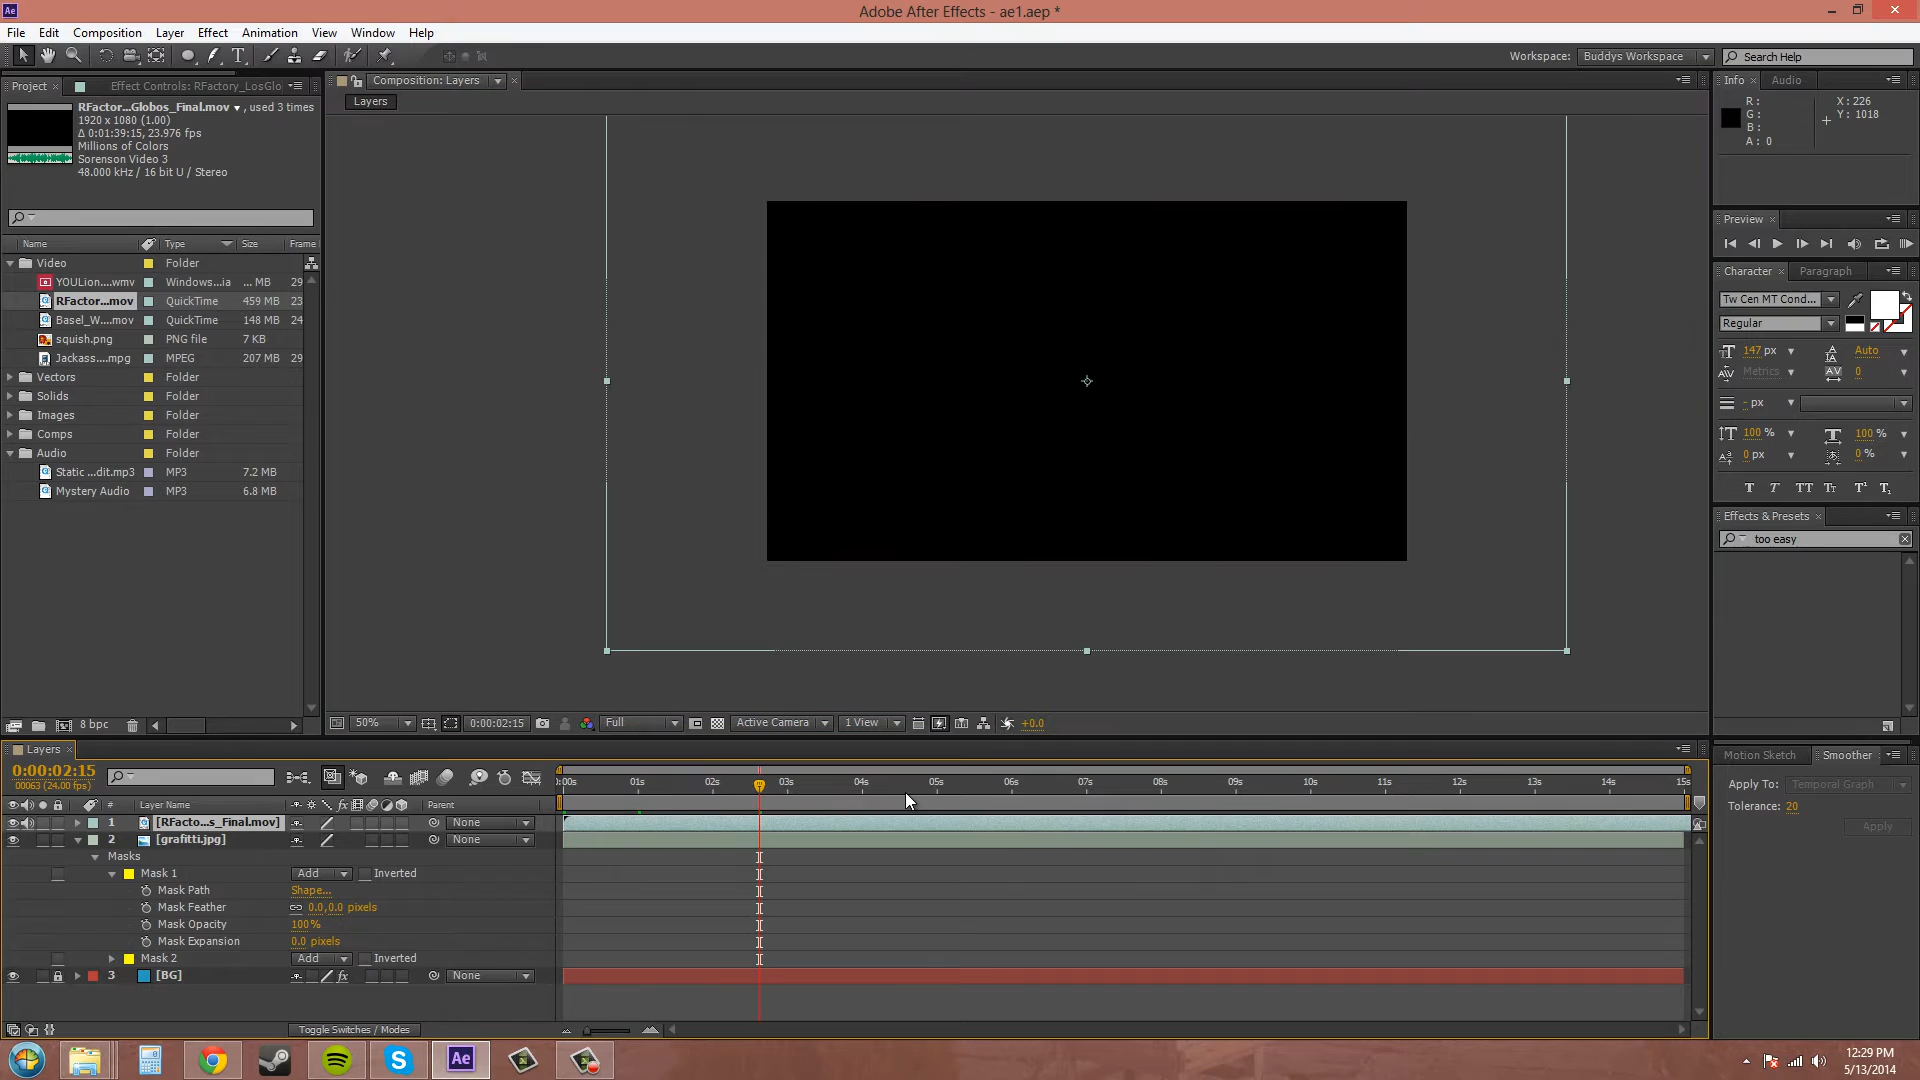 Ae Adobe After Effects - ae1.aep *
File Edit Composition Layer Effect Animation View Window Help
Workspace: Buddys Workspace Search Help
Project Effect Controls: RFactory_LosGlo
Composition: Layers
Info Audio
Layers
RFactor...Globos_Final.mov , used 3 times
1920 x 1080 (1.00)
Δ 0:01:39:15, 23.976 fps
Millions of Colors
Sorenson Video 3
48.000 kHz / 16 bit U / Stereo
R:
G:
B:
A: 0
X: 226
Y: 1018
Preview
Character Paragraph
Tw Cen MT Cond...
Regular
147 px Auto
Metrics 0
- px
100 % 100 %
0 px 0 %
T T TT Tt T¹ T₁
Effects & Presets
too easy
Name Type Size Frame
Video Folder
YOULion....wmv Windows...ia ... MB 29
RFactor...mov QuickTime 459 MB 23
Basel_W....mov QuickTime 148 MB 24
squish.png PNG file 7 KB
Jackass....mpg MPEG 207 MB 29
Vectors Folder
Solids Folder
Images Folder
Comps Folder
Audio Folder
Static ...dit.mp3 MP3 7.2 MB
Mystery Audio MP3 6.8 MB
8 bpc
50% 0:00:02:15 Full Active Camera 1 View +0.0
Layers
0:00:02:15
00063 (24.00 fps)
:00s 01s 02s 03s 04s 05s 06s 07s 08s 09s 10s 11s 12s 13s 14s 15s
# Layer Name Parent
1 [RFacto...s_Final.mov] None
2 [grafitti.jpg] None
Masks
Mask 1 Add Inverted
Mask Path Shape...
Mask Feather 0.0,0.0 pixels
Mask Opacity 100%
Mask Expansion 0.0 pixels
Mask 2 Add Inverted
3 [BG] fx None
Toggle Switches / Modes
Motion Sketch Smoother
Apply To: Temporal Graph
Tolerance: 20
Apply
Ae
12:29 PM
5/13/2014